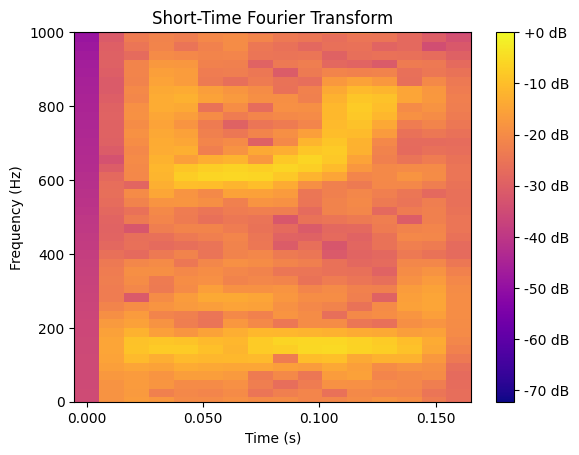 Short-Time Fourier Transform
1000
800
600
400
200
0
Frequency (Hz)
0.000
0.050
0.100
0.150
Time (s)
+0 dB
-10 dB
-20 dB
-30 dB
-40 dB
-50 dB
-60 dB
-70 dB